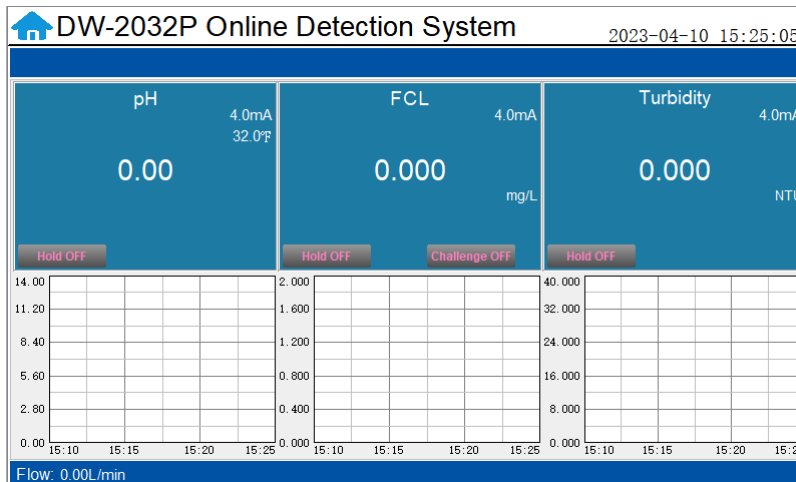 DW-2032P Online Detection System
2023-04-10 15:25:05
pH
4.0mA
32.0℉
0.00
Hold OFF
FCL
4.0mA
0.000
mg/L
Hold OFF
Challenge OFF
Turbidity
4.0mA
0.000
NTU
Hold OFF
14.00
11.20
8.40
5.60
2.80
0.00
15:10 15:15 15:20 15:25
2.000
1.600
1.200
0.800
0.400
0.000
15:10 15:15 15:20 15:25
40.000
32.000
24.000
16.000
8.000
0.000
15:10 15:15 15:20 15:2
Flow: 0.00L/min